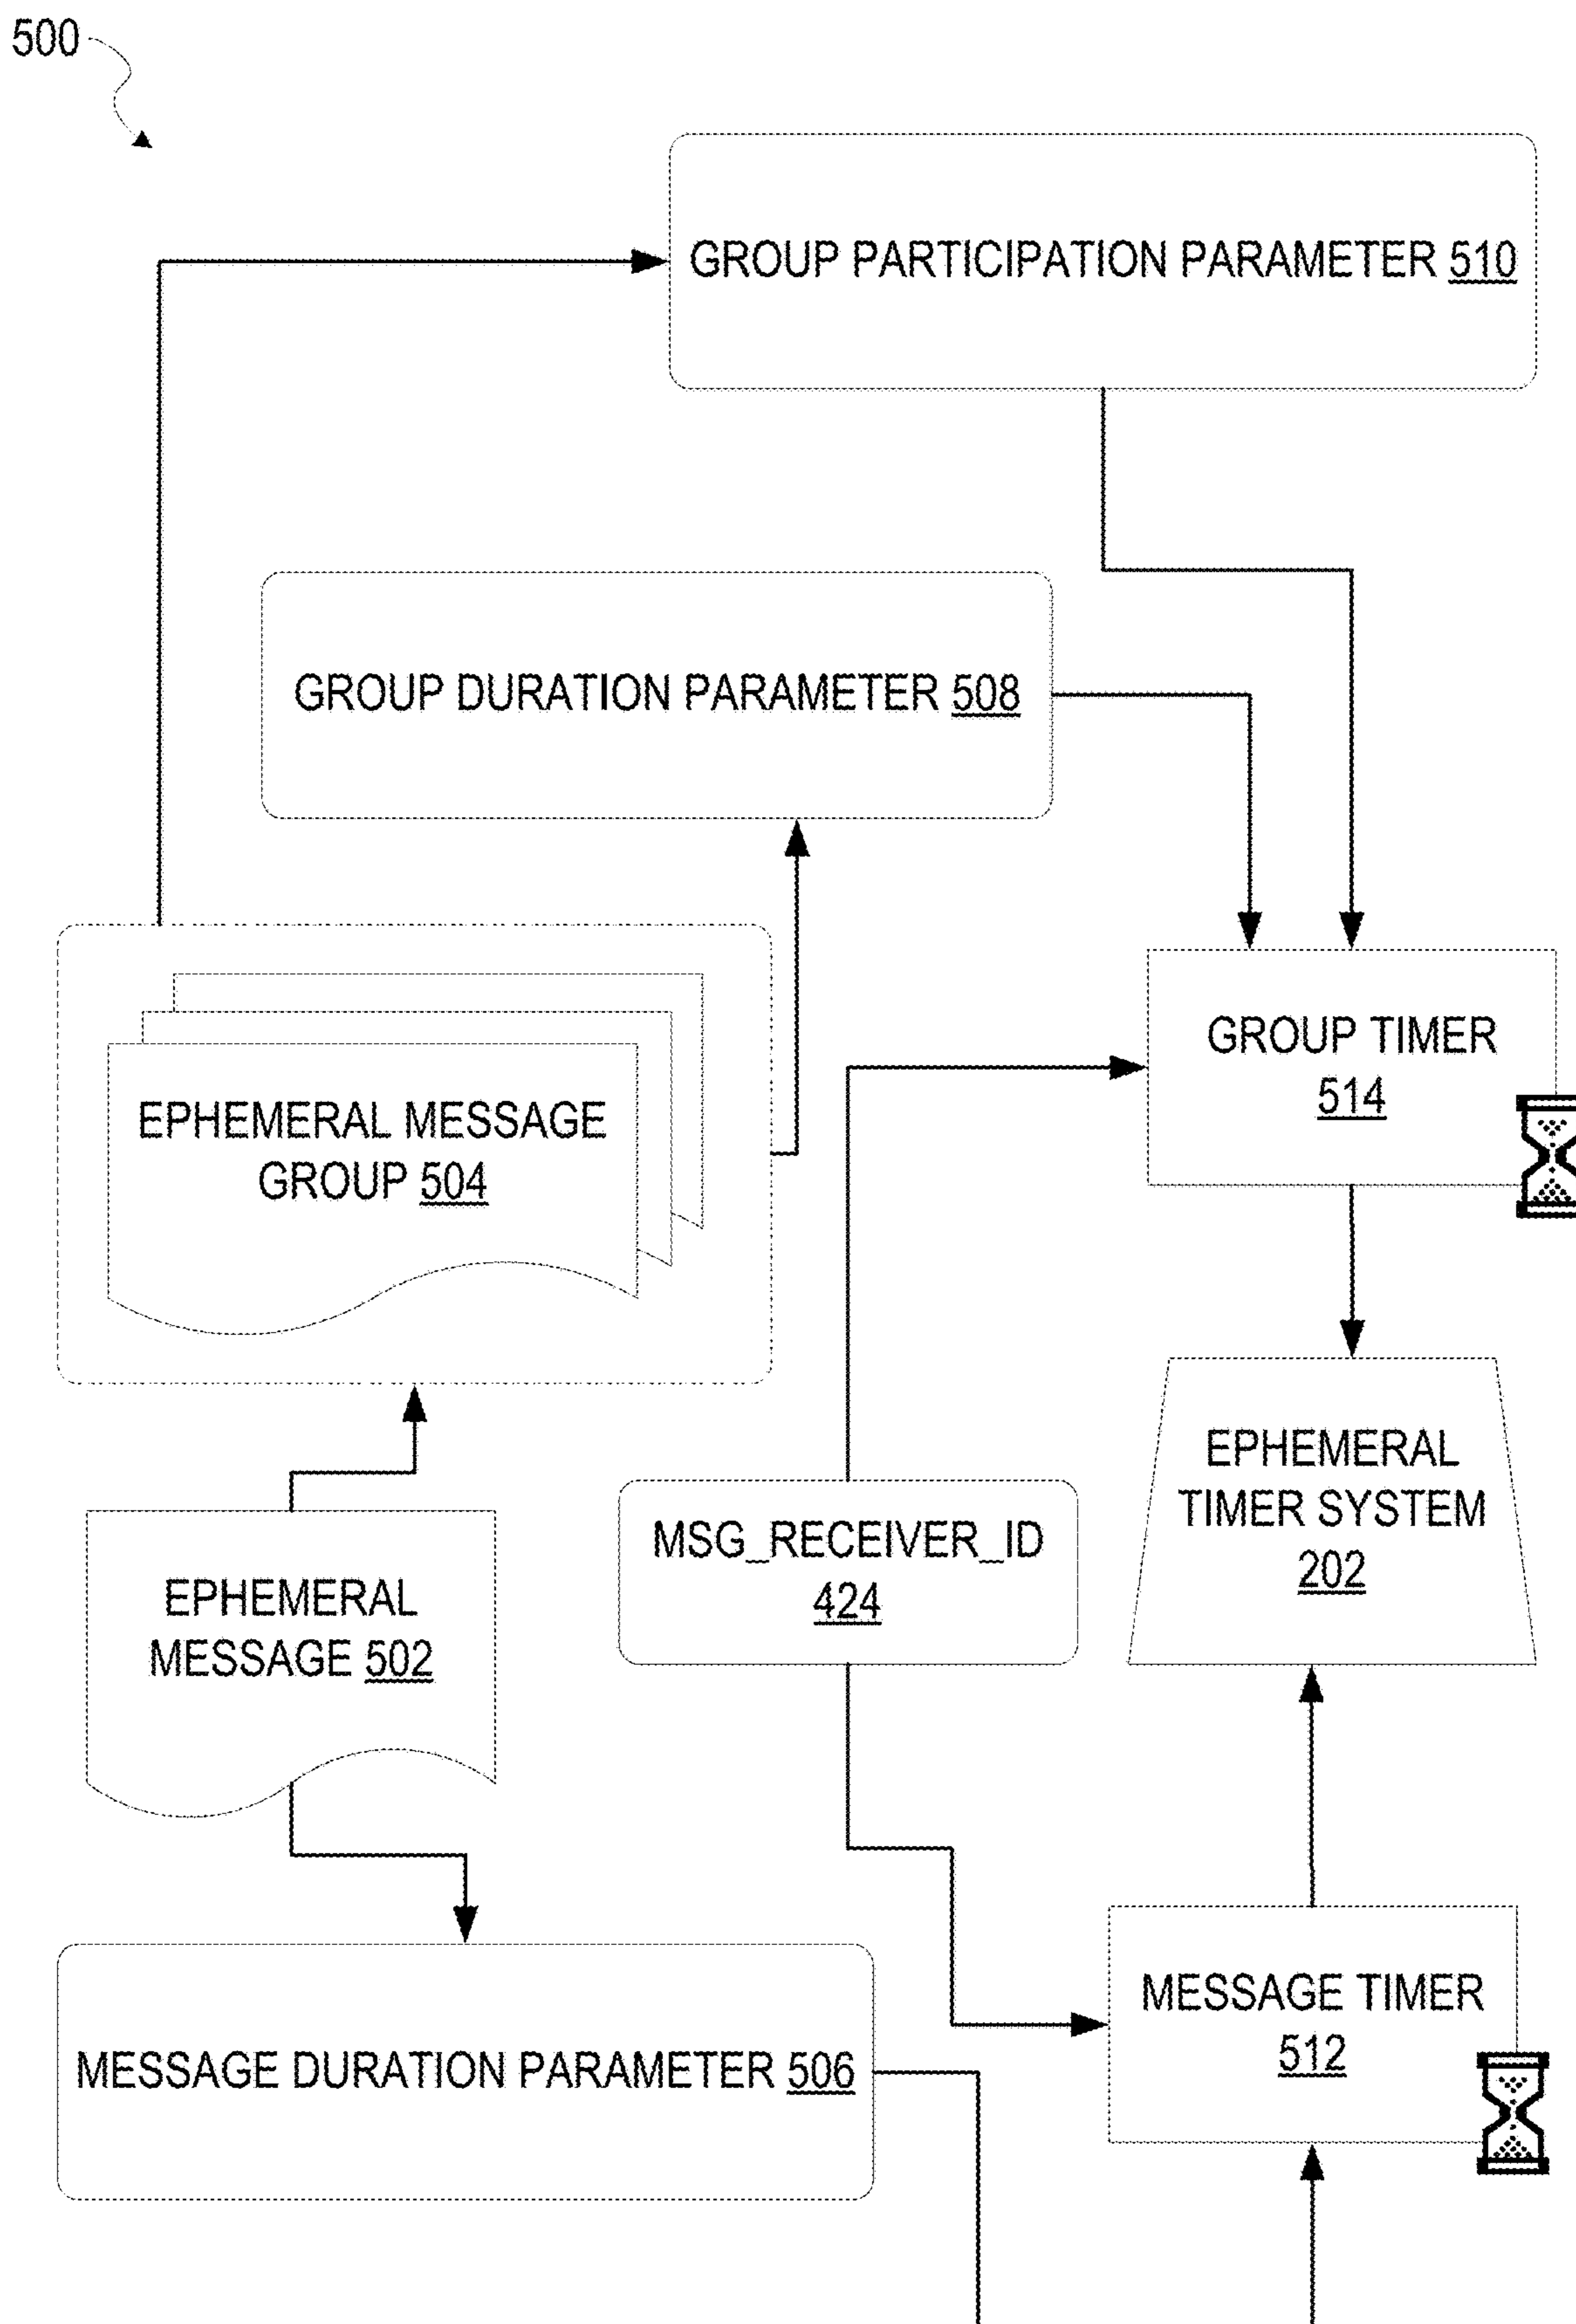 500
GROUP PARTICIPATION PARAMETER 510
GROUP DURATION PARAMETER 508
GROUP TIMER
514
EPHEMERAL MESSAGE
GROUP 504
EPHEMERAL
TIMER SYSTEM
202
MSG_RECEIVER_ID
424
EPHEMERAL
MESSAGE 502
MESSAGE TIMER
512
MESSAGE DURATION PARAMETER 506